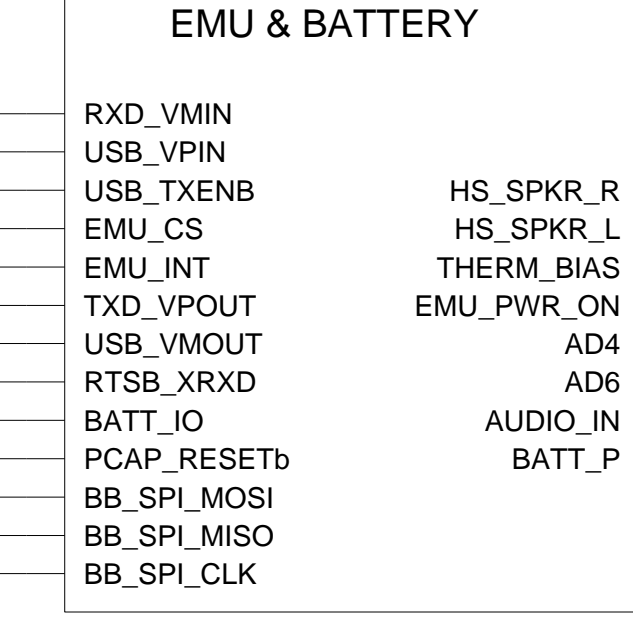 EMU & BATTERY
RXD_VMIN
USB_VPIN
USB_TXENB HS_SPKR_R
EMU_CS HS_SPKR_L
EMU_INT THERM_BIAS
TXD_VPOUT EMU_PWR_ON
USB_VMOUT AD4
RTSB_XRXD AD6
BATT_IO AUDIO_IN
PCAP_RESETb BATT_P
BB_SPI_MOSI
BB_SPI_MISO
BB_SPI_CLK